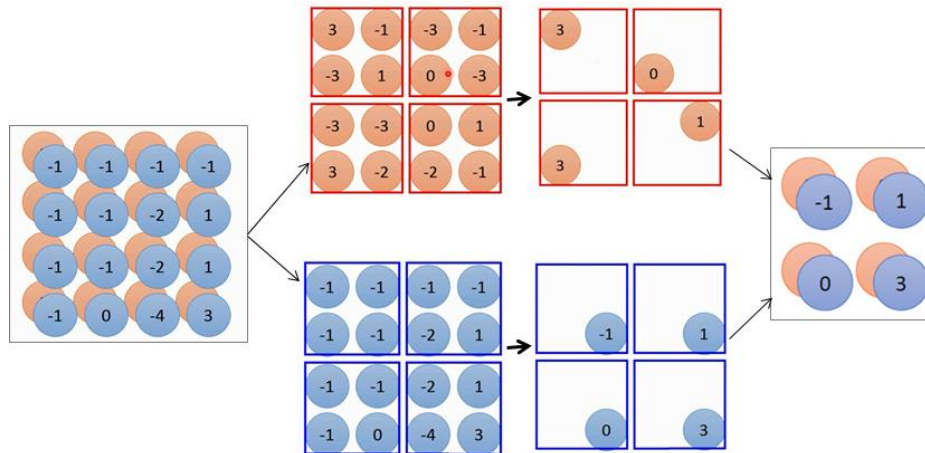 3 -1 -3 -1
-3 1 0 -3
-3 -3 0 1
3 -2 -2 -1
3
0
1
3
-1 -1 -1 -1
-1 -1 -2 1
-1 -1 -2 1
-1 0 -4 3
-1 -1 -1 -1
-1 -1 -2 1
-1 -1 -2 1
-1 0 -4 3
-1 1
0 3
-1 1
0 3